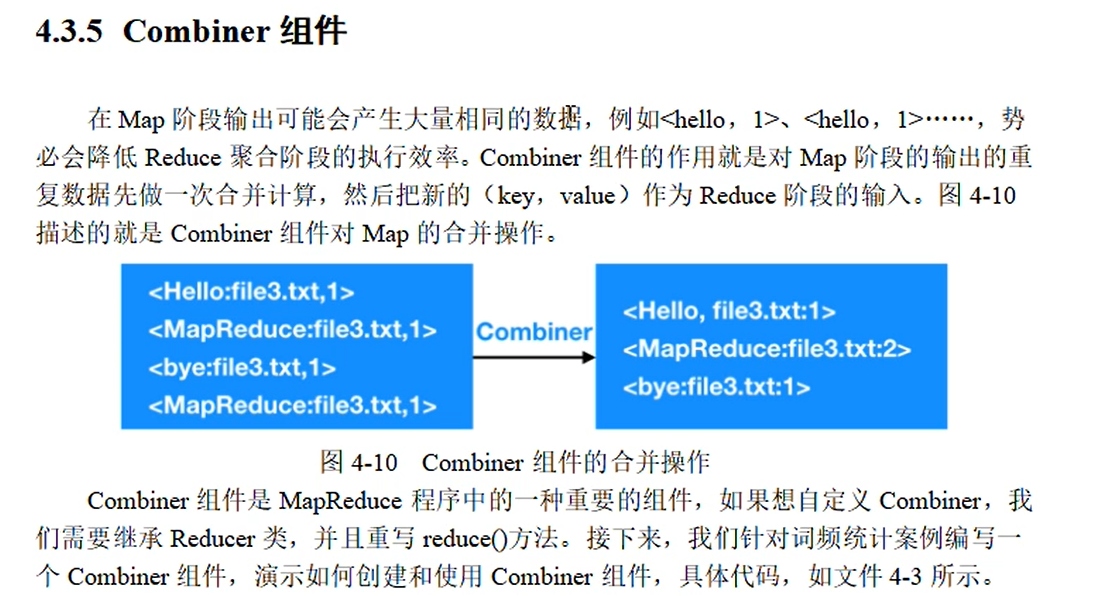 4.3.5 Combiner 组件
在 Map 阶段输出可能会产生大量相同的数据，例如<hello，1>、<hello，1>……，势
必会降低 Reduce 聚合阶段的执行效率。Combiner 组件的作用就是对 Map 阶段的输出的重
复数据先做一次合并计算，然后把新的（key，value）作为 Reduce 阶段的输入。图 4-10
描述的就是 Combiner 组件对 Map 的合并操作。
<Hello:file3.txt,1>
<MapReduce:file3.txt,1>
<bye:file3.txt,1>
<MapReduce:file3.txt,1>
Combiner
<Hello, file3.txt:1>
<MapReduce:file3.txt:2>
<bye:file3.txt:1>
图 4-10 Combiner 组件的合并操作
Combiner 组件是 MapReduce 程序中的一种重要的组件，如果想自定义 Combiner，我
们需要继承 Reducer 类，并且重写 reduce()方法。接下来，我们针对词频统计案例编写一
个 Combiner 组件，演示如何创建和使用 Combiner 组件，具体代码，如文件 4-3 所示。